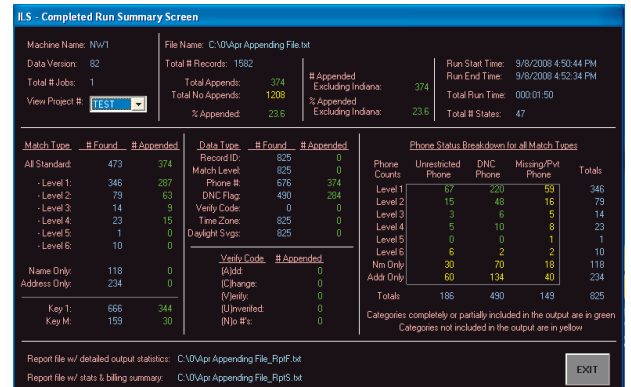 ILS - Completed Run Summary Screen
Machine Name: NW1
File Name: C:\0\Apr Appending File.txt
Data Version: 82
Total # Records: 1582
Run Start Time: 9/8/2008 4:50:44 PM
Total # Jobs: 1
Total Appends: 374
# Appended Excluding Indiana: 374
Run End Time: 9/8/2008 4:52:34 PM
View Project #: TEST
Total No Appends: 1208
Total Run Time: 000:01:50
% Appended: 23.6
% Appended Excluding Indiana: 23.6
Total # States: 47
Match Type # Found # Appended
All Standard: 473 374
- Level 1: 346 287
- Level 2: 79 63
- Level 3: 14 9
- Level 4: 23 15
- Level 5: 1 0
- Level 6: 10 0
Name Only: 118 0
Address Only: 234 0
Key 1: 666 344
Key M: 159 30
Data Type # Found # Appended
Record ID: 825 0
Match Level: 825 0
Phone #: 676 374
DNC Flag: 490 284
Verify Code: 0 0
Time Zone: 825 0
Daylight Svgs: 825 0
Verify Code # Appended
(A)dd: 0
(C)hange: 0
(V)erify: 0
(U)nverifed: 0
(N)o #'s: 0
Phone Status Breakdown for all Match Types
Phone Counts Unrestricted Phone DNC Phone Missing/Pvt Phone Totals
Level 1 67 220 59 346
Level 2 15 48 16 79
Level 3 3 6 5 14
Level 4 5 10 8 23
Level 5 0 0 1 1
Level 6 6 2 2 10
Nm Only 30 70 18 118
Addr Only 60 134 40 234
Totals 186 490 149 825
Categories completely or partially included in the output are in green
Categories not included in the output are in yellow
Report file w/ detailed output statistics: C:\0\Apr Appending File_RptF.txt
Report file w/ stats & billing summary: C:\0\Apr Appending File_RptS.txt
EXIT